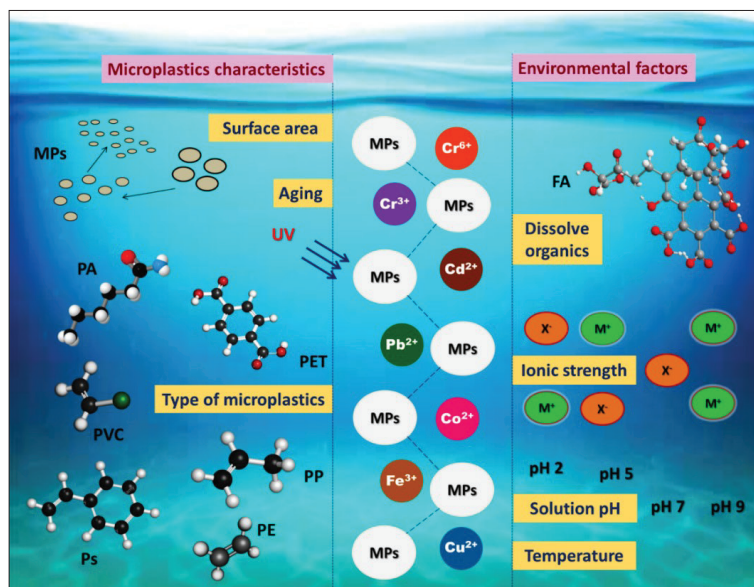 Microplastics characteristics
Surface area
MPs
Aging
UV
PA
PET
PVC
Type of microplastics
PP
Ps
PE
MPs
Cr6+
Cr3+
MPs
MPs
Cd2+
Pb2+
MPs
MPs
Co2+
Fe3+
MPs
MPs
Cu2+
Environmental factors
FA
Dissolve
organics
X-
M+
M+
Ionic strength
X-
M+
X-
M+
pH 2
pH 5
Solution pH
pH 7
pH 9
Temperature